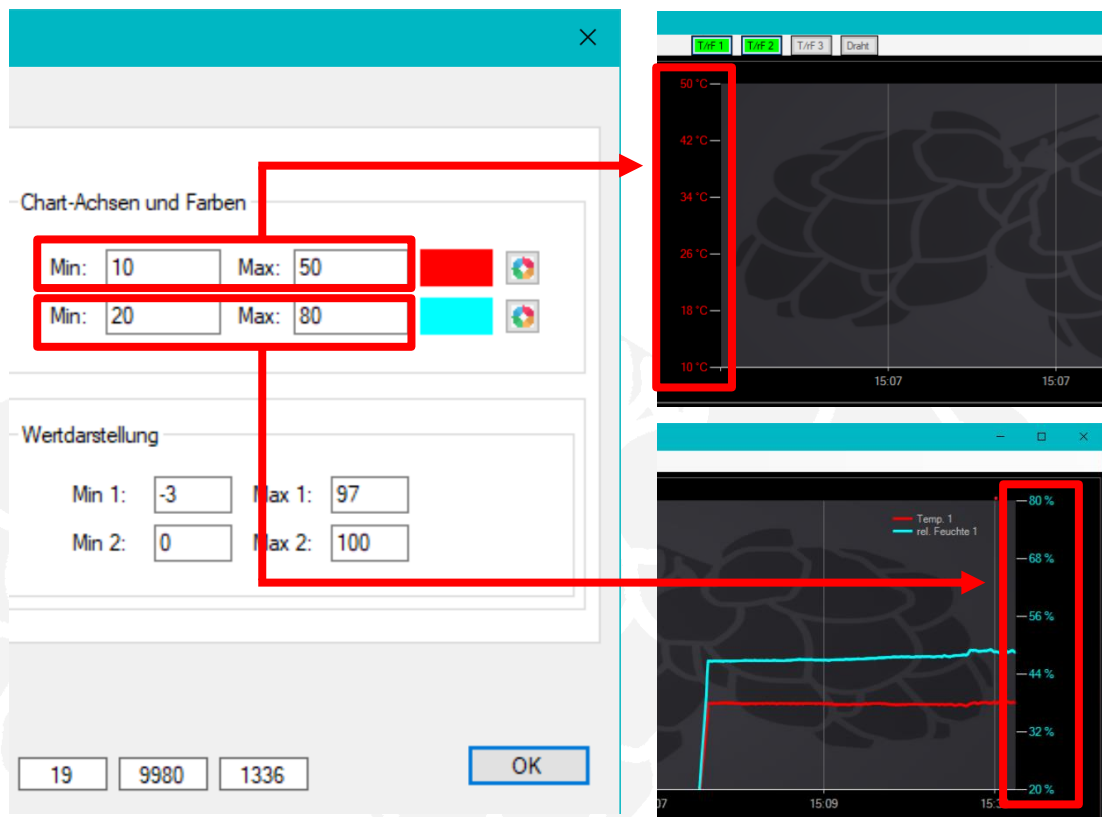 Chart-Achsen und Farben
Min: 10 Max: 50
Min: 20 Max: 80
Wertdarstellung
Min 1: -3 Max 1: 97
Min 2: 0 Max 2: 100
19 9980 1336
OK
T/rF 1 T/rF 2 T/rF 3 Draht
50 °C
42 °C
34 °C
26 °C
18 °C
10 °C
15:07 15:07
Temp. 1
rel. Feuchte 1
80 %
68 %
56 %
44 %
32 %
20 %
07 15:09 15:3